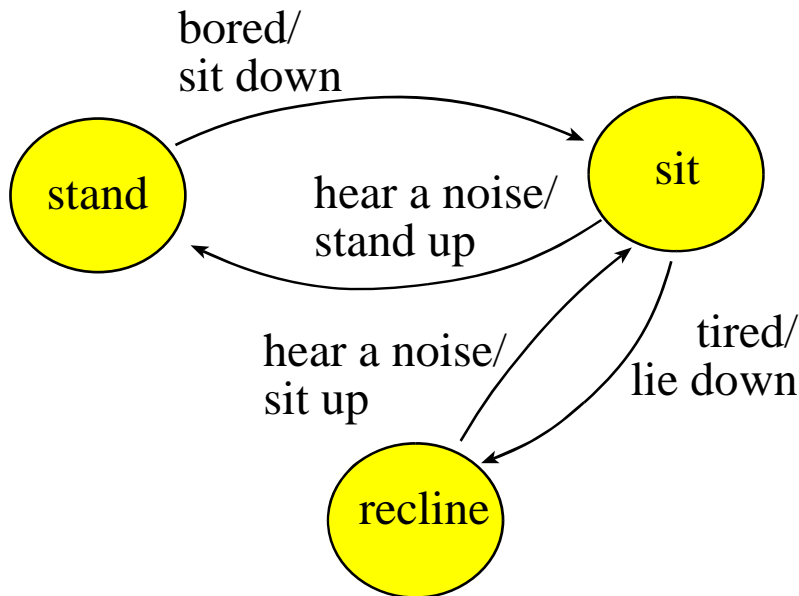 bored/
sit down
stand
sit
hear a noise/
stand up
hear a noise/
sit up
tired/
lie down
recline